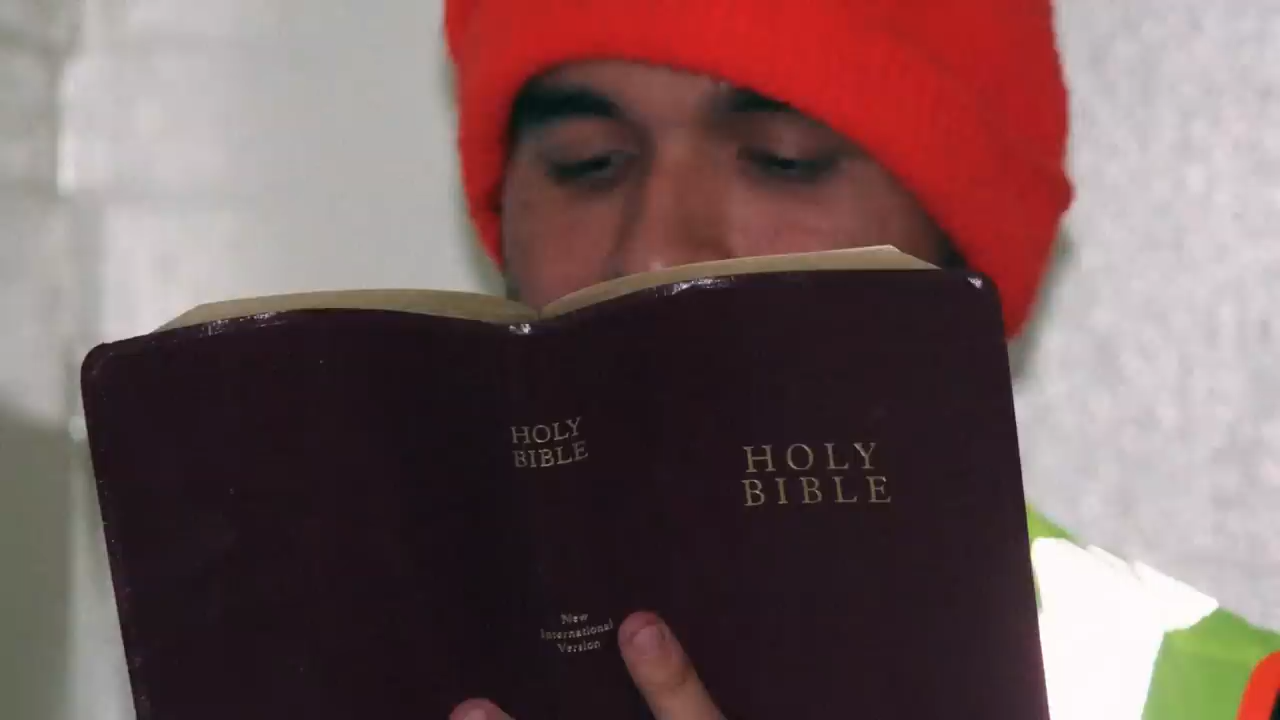 HOLY
BIBLE
New
International
Version
HOLY
BIBLE